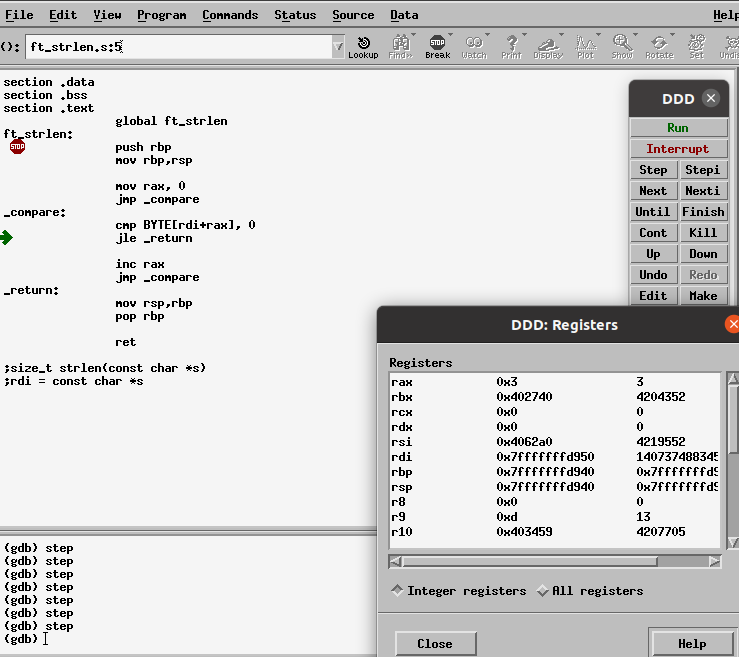 File Edit View Program Commands Status Source Data Help
(): ft_strlen.s:5
Lookup Find» Break Watch Print Display Plot Show Rotate Set Undis
section .data
section .bss
section .text
global ft_strlen
ft_strlen:
STOP push rbp
mov rbp,rsp
mov rax, 0
jmp _compare
_compare:
cmp BYTE[rdi+rax], 0
jle _return
inc rax
jmp _compare
_return:
mov rsp,rbp
pop rbp
ret
;size_t strlen(const char *s)
;rdi = const char *s
DDD
Run
Interrupt
Step Stepi
Next Nexti
Until Finish
Cont Kill
Up Down
Undo Redo
Edit Make
DDD: Registers
Registers
rax 0x3 3
rbx 0x402740 4204352
rcx 0x0 0
rdx 0x0 0
rsi 0x4062a0 4219552
rdi 0x7fffffffd950 140737488345
rbp 0x7fffffffd940 0x7fffffffd9
rsp 0x7fffffffd940 0x7fffffffd9
r8 0x0 0
r9 0xd 13
r10 0x403459 4207705
Integer registers All registers
Close Help
(gdb) step
(gdb) step
(gdb) step
(gdb) step
(gdb) step
(gdb) step
(gdb) step
(gdb)